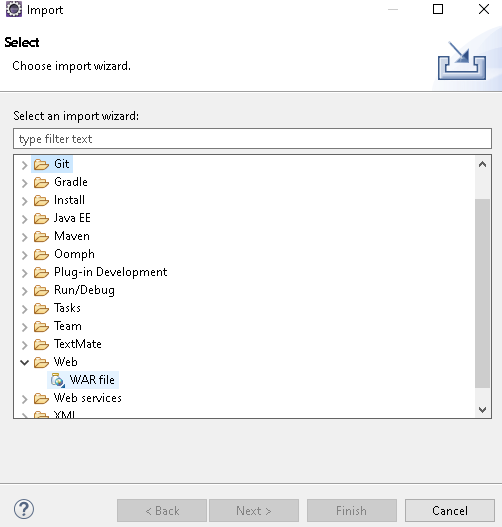 Import
Select
Choose import wizard.
Select an import wizard:
type filter text
Git
Gradle
Install
Java EE
Maven
Oomph
Plug-in Development
Run/Debug
Tasks
Team
TextMate
Web
WAR file
Web services
XML
?
< Back
Next >
Finish
Cancel